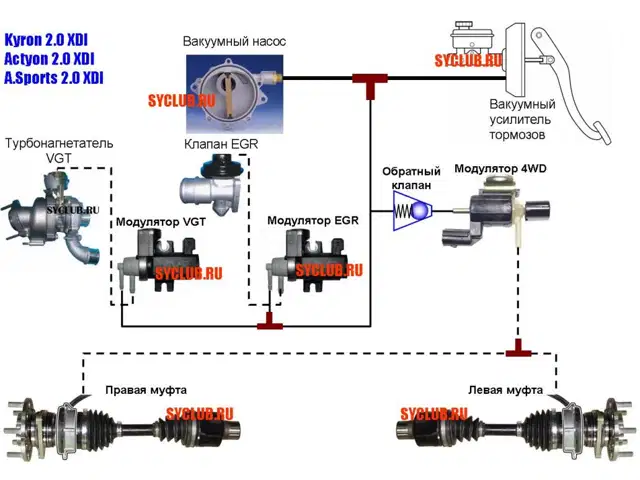 Kyron 2.0 XDI
Actyon 2.0 XDI
A.Sports 2.0 XDI
Вакуумный насос
SYCLUB.RU
SYCLUB.RU
Вакуумный
усилитель
тормозов
Турбонагнетатель
VGT
Клапан EGR
SYCLUB.RU
Обратный
клапан
Модулятор 4WD
Модулятор VGT
SYCLUB.RU
Модулятор EGR
SYCLUB.RU
Правая муфта
SYCLUB.RU
Левая муфта
SYCLUB.RU